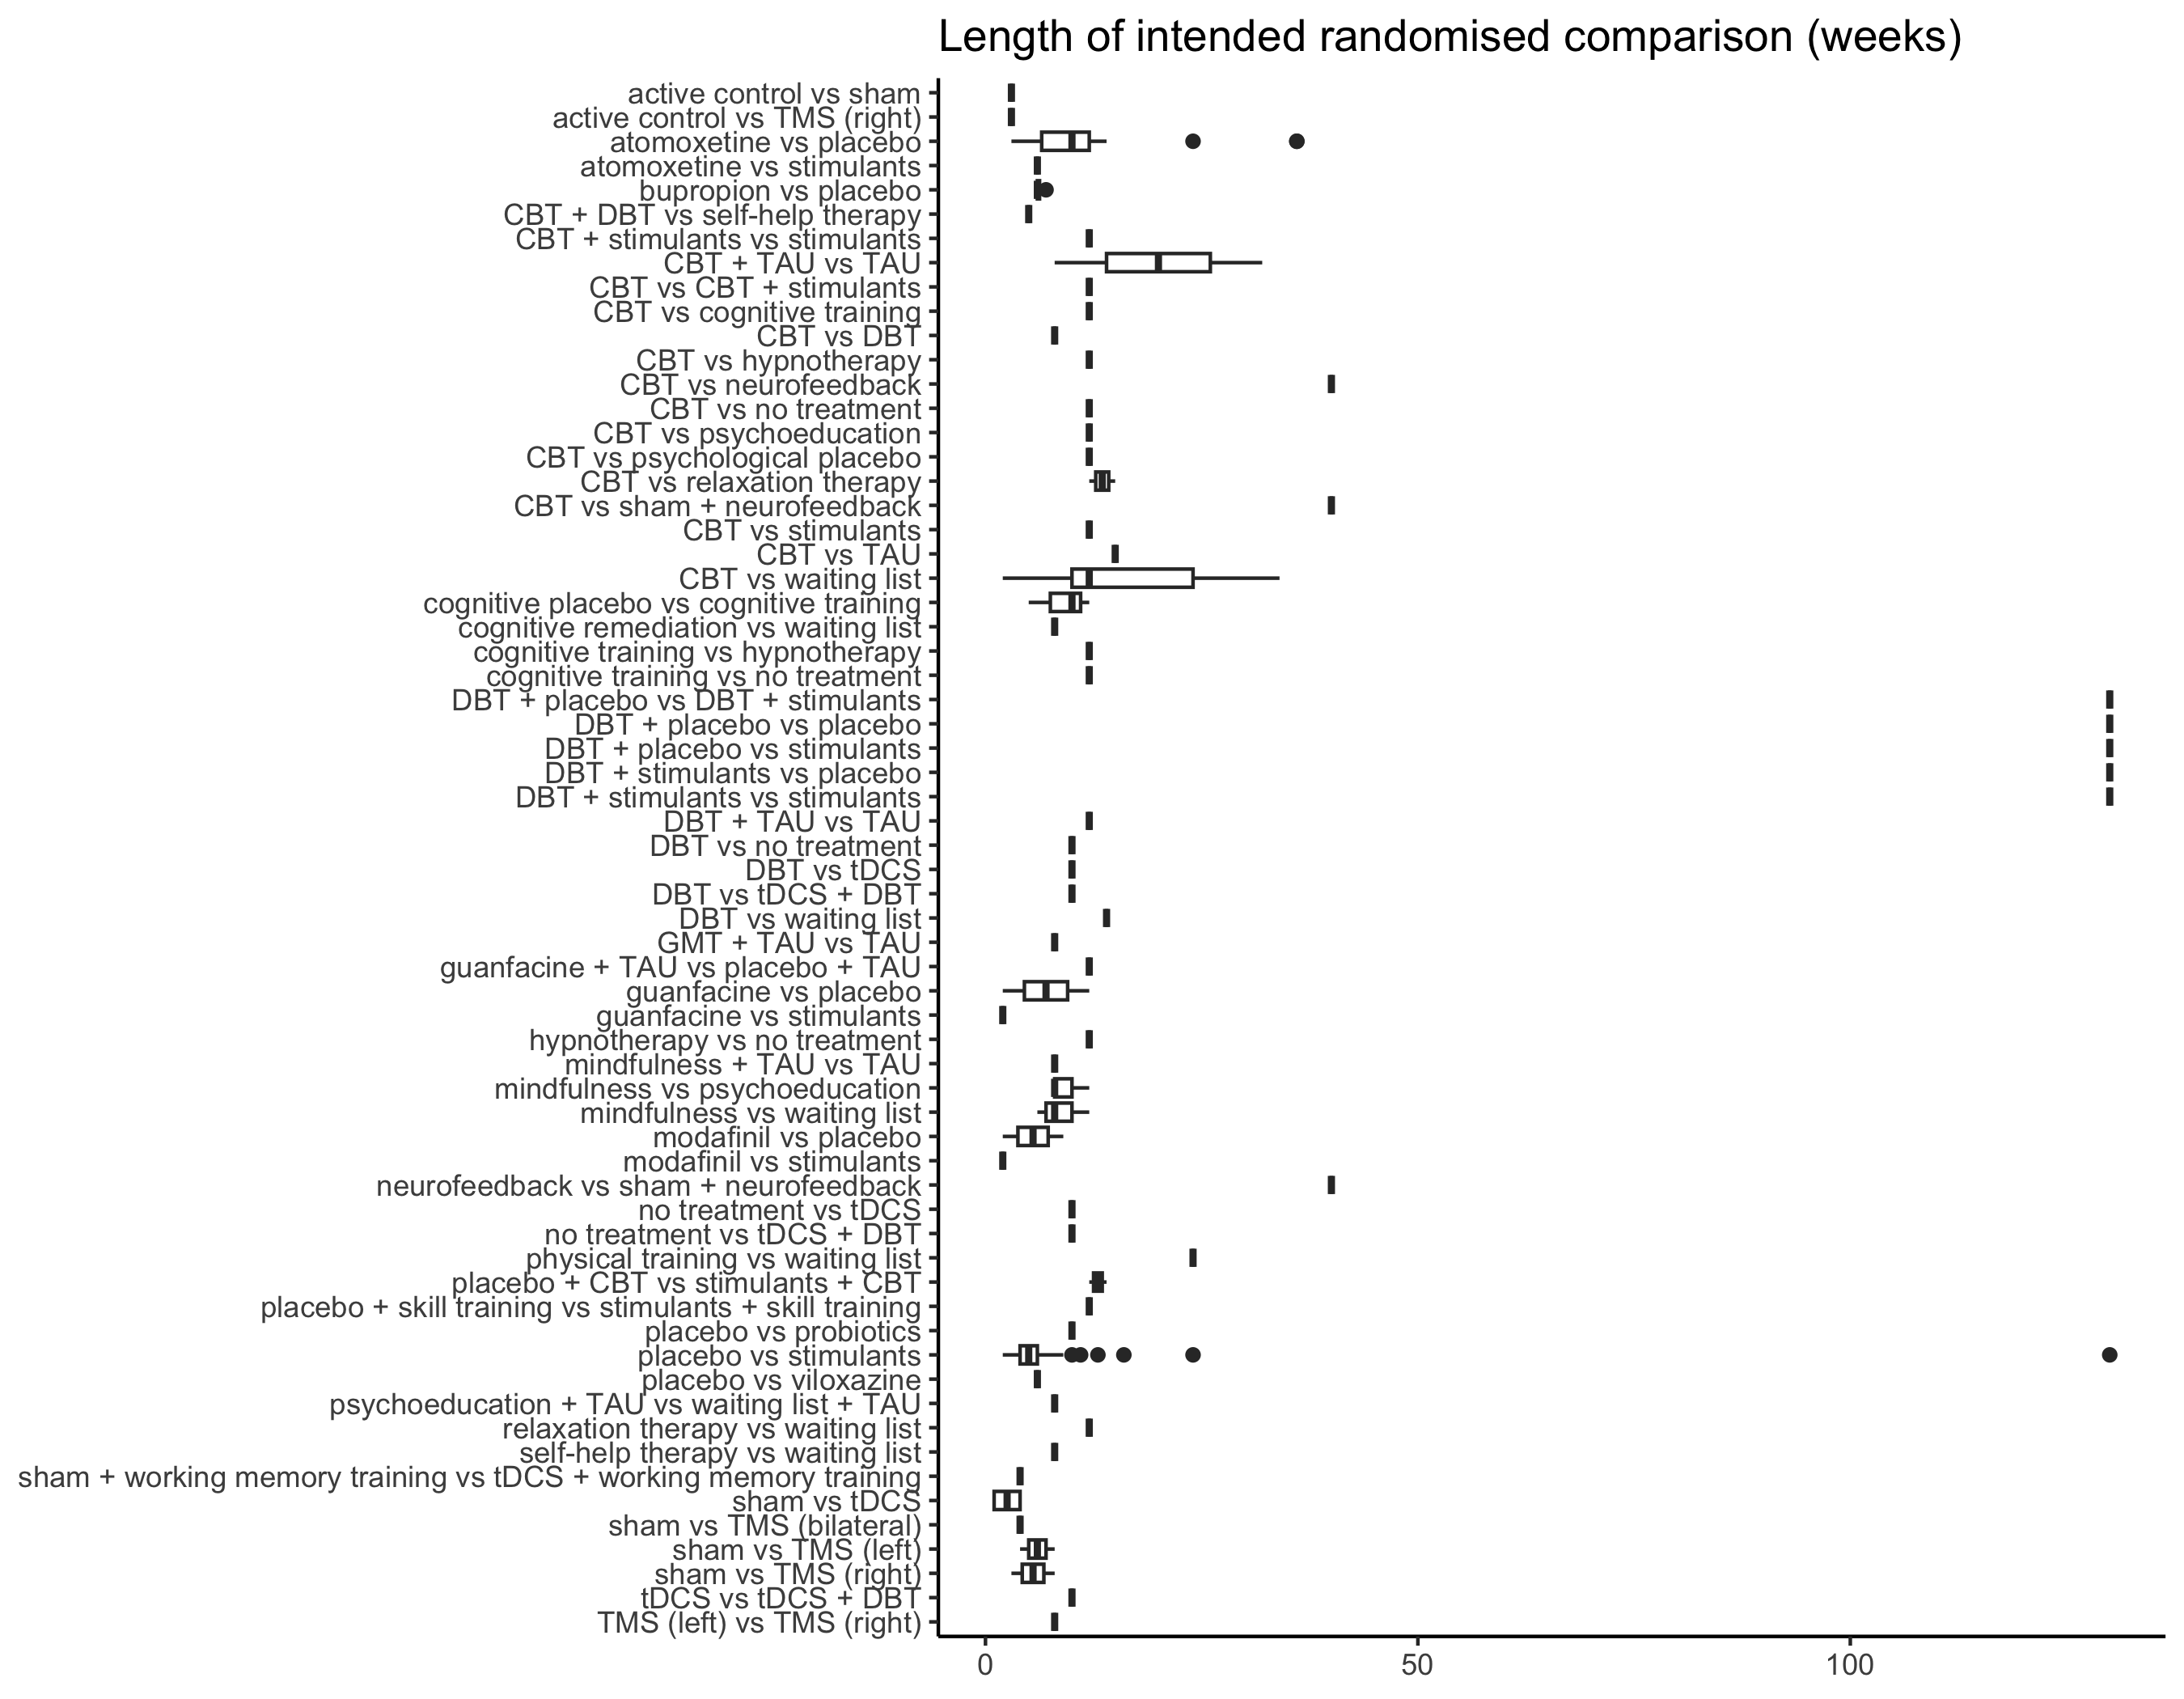 Length of intended randomised comparison (weeks)
active control vs sham
active control vs TMS (right)
atomoxetine vs placebo
atomoxetine vs stimulants
bupropion vs placebo
CBT + DBT vs self-help therapy
CBT + stimulants vs stimulants
CBT + TAU vs TAU
CBT vs CBT + stimulants
CBT vs cognitive training
CBT vs DBT
CBT vs hypnotherapy
CBT vs neurofeedback
CBT vs no treatment
CBT vs psychoeducation
CBT vs psychological placebo
CBT vs relaxation therapy
CBT vs sham + neurofeedback
CBT vs stimulants
CBT vs TAU
CBT vs waiting list
cognitive placebo vs cognitive training
cognitive remediation vs waiting list
cognitive training vs hypnotherapy
cognitive training vs no treatment
DBT + placebo vs DBT + stimulants
DBT + placebo vs placebo
DBT + placebo vs stimulants
DBT + stimulants vs placebo
DBT + stimulants vs stimulants
DBT + TAU vs TAU
DBT vs no treatment
DBT vs tDCS
DBT vs tDCS + DBT
DBT vs waiting list
GMT + TAU vs TAU
guanfacine + TAU vs placebo + TAU
guanfacine vs placebo
guanfacine vs stimulants
hypnotherapy vs no treatment
mindfulness + TAU vs TAU
mindfulness vs psychoeducation
mindfulness vs waiting list
modafinil vs placebo
modafinil vs stimulants
neurofeedback vs sham + neurofeedback
no treatment vs tDCS
no treatment vs tDCS + DBT
physical training vs waiting list
placebo + CBT vs stimulants + CBT
placebo + skill training vs stimulants + skill training
placebo vs probiotics
placebo vs stimulants
placebo vs viloxazine
psychoeducation + TAU vs waiting list + TAU
relaxation therapy vs waiting list
self-help therapy vs waiting list
sham + working memory training vs tDCS + working memory training
sham vs tDCS
sham vs TMS (bilateral)
sham vs TMS (left)
sham vs TMS (right)
tDCS vs tDCS + DBT
TMS (left) vs TMS (right)
0 50 100